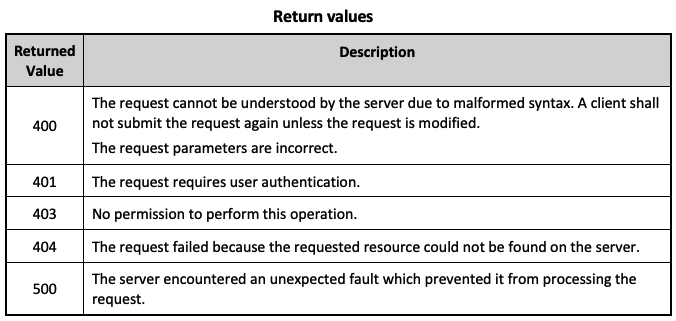 Return values
Returned
Value
Description
400
The request cannot be understood by the server due to malformed syntax. A client shall
not submit the request again unless the request is modified.
The request parameters are incorrect.
401
The request requires user authentication.
403
No permission to perform this operation.
404
The request failed because the requested resource could not be found on the server.
500
The server encountered an unexpected fault which prevented it from processing the
request.